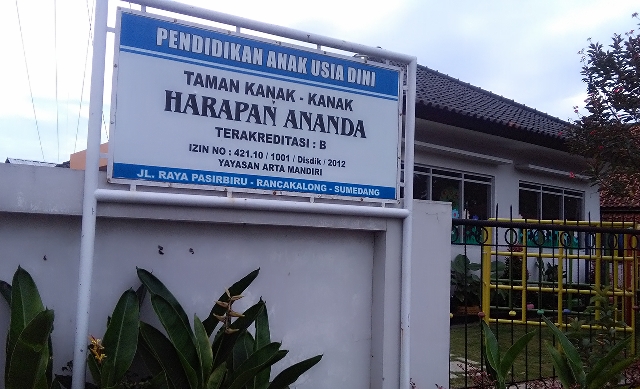 PENDIDIKAN ANAK USIA DINI
TAMAN KANAK - KANAK
HARAPAN ANANDA
TERAKREDITASI : B
IZIN NO : 421.10 / 1001 / Disdik / 2012
YAYASAN ARTA MANDIRI
JL. RAYA PASIRBIRU - RANCAKALONG - SUMEDANG